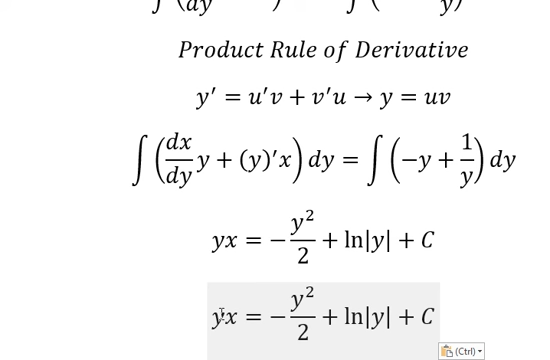 ∫ (dy ) ∫ ( y)
Product Rule of Derivative
y′ = u′v + v′u → y = uv
∫ (dx/dy y + (y)′x) dy = ∫ (−y + 1/y) dy
yx = −y²/2 + ln|y| + C
yx = −y²/2 + ln|y| + C
(Ctrl)